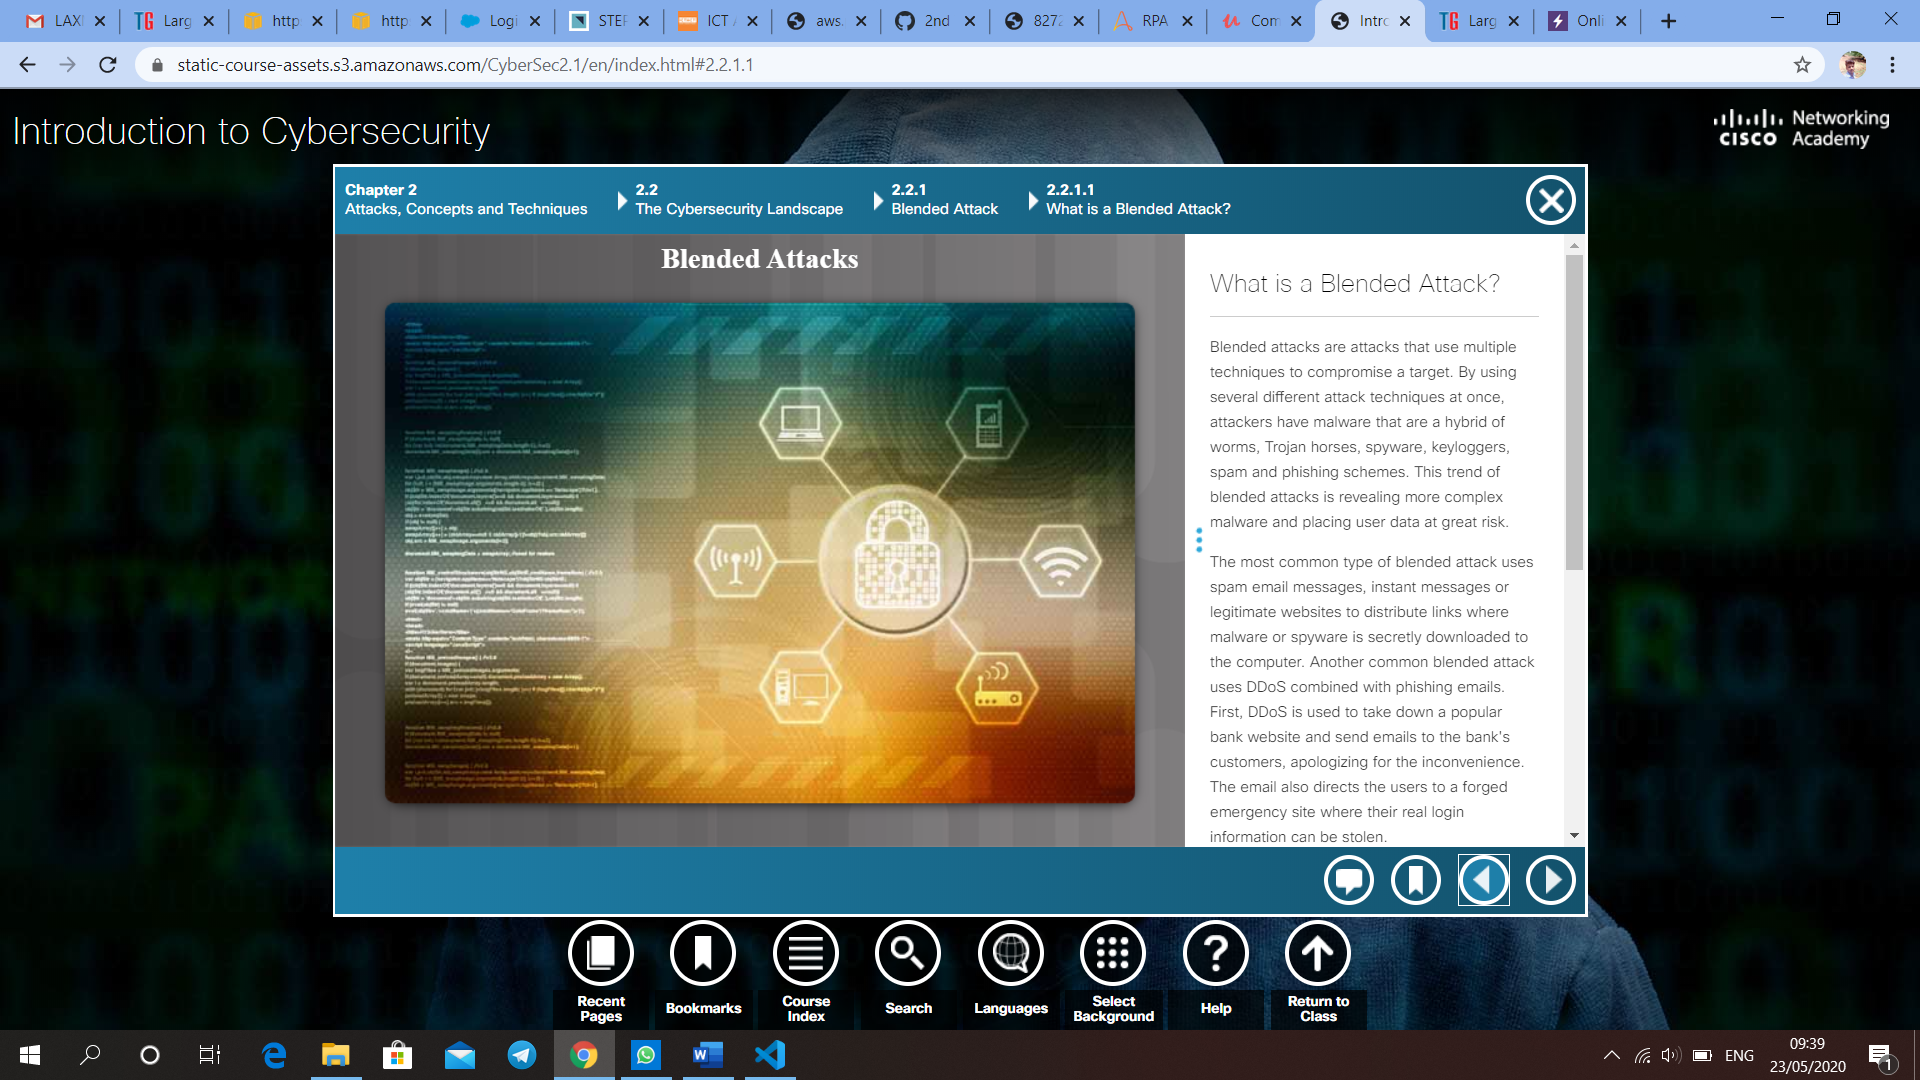 LAXI
Larg
http
http
Logi
STEP
ICT A
aws.
2nd
8272
RPA
Com
Intro
Larg
Onli
static-course-assets.s3.amazonaws.com/CyberSec2.1/en/index.html#2.2.1.1
Introduction to Cybersecurity
CISCO Networking Academy
Chapter 2
Attacks, Concepts and Techniques
2.2
The Cybersecurity Landscape
2.2.1
Blended Attack
2.2.1.1
What is a Blended Attack?
Blended Attacks
What is a Blended Attack?
Blended attacks are attacks that use multiple
techniques to compromise a target. By using
several different attack techniques at once,
attackers have malware that are a hybrid of
worms, Trojan horses, spyware, keyloggers,
spam and phishing schemes. This trend of
blended attacks is revealing more complex
malware and placing user data at great risk.
The most common type of blended attack uses
spam email messages, instant messages or
legitimate websites to distribute links where
malware or spyware is secretly downloaded to
the computer. Another common blended attack
uses DDoS combined with phishing emails.
First, DDoS is used to take down a popular
bank website and send emails to the bank's
customers, apologizing for the inconvenience.
The email also directs the users to a forged
emergency site where their real login
information can be stolen.
Recent
Pages
Bookmarks
Course
Index
Search
Languages
Select
Background
Help
Return to
Class
ENG
09:39
23/05/2020
1